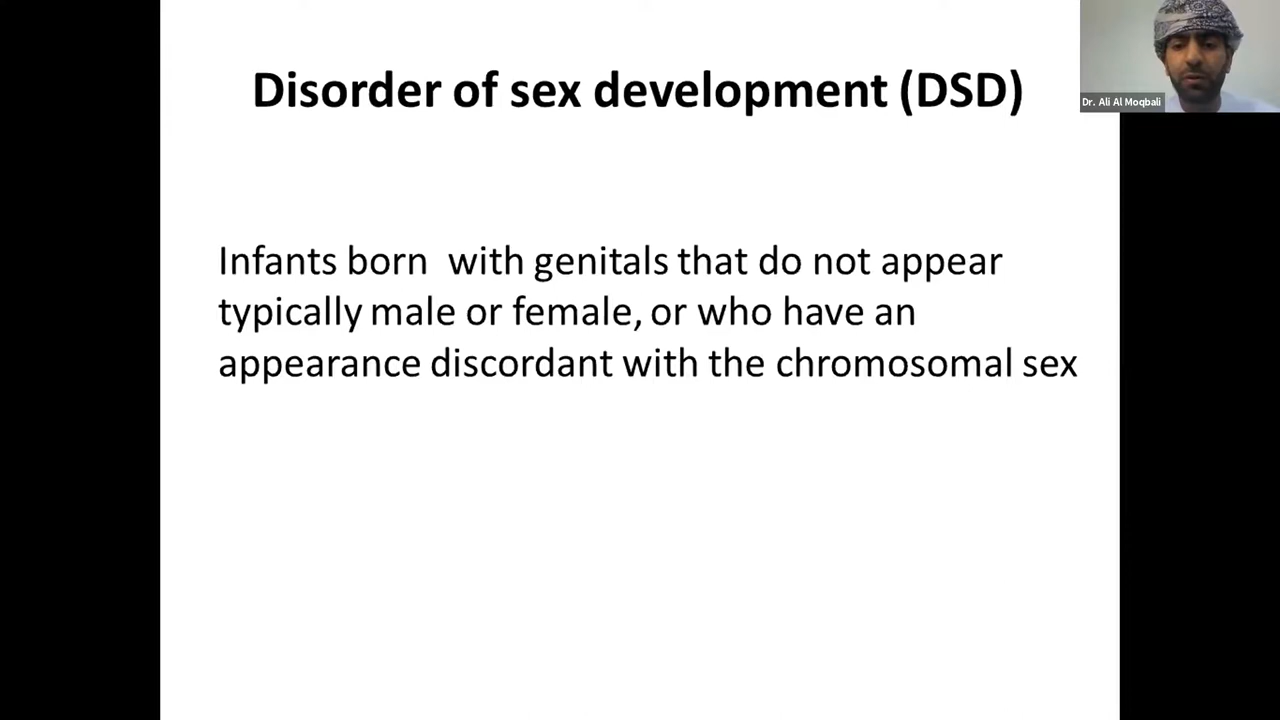 Disorder of sex development (DSD)
Dr. Ali Al Moqbali
Infants born  with genitals that do not appear
typically male or female, or who have an
appearance discordant with the chromosomal sex